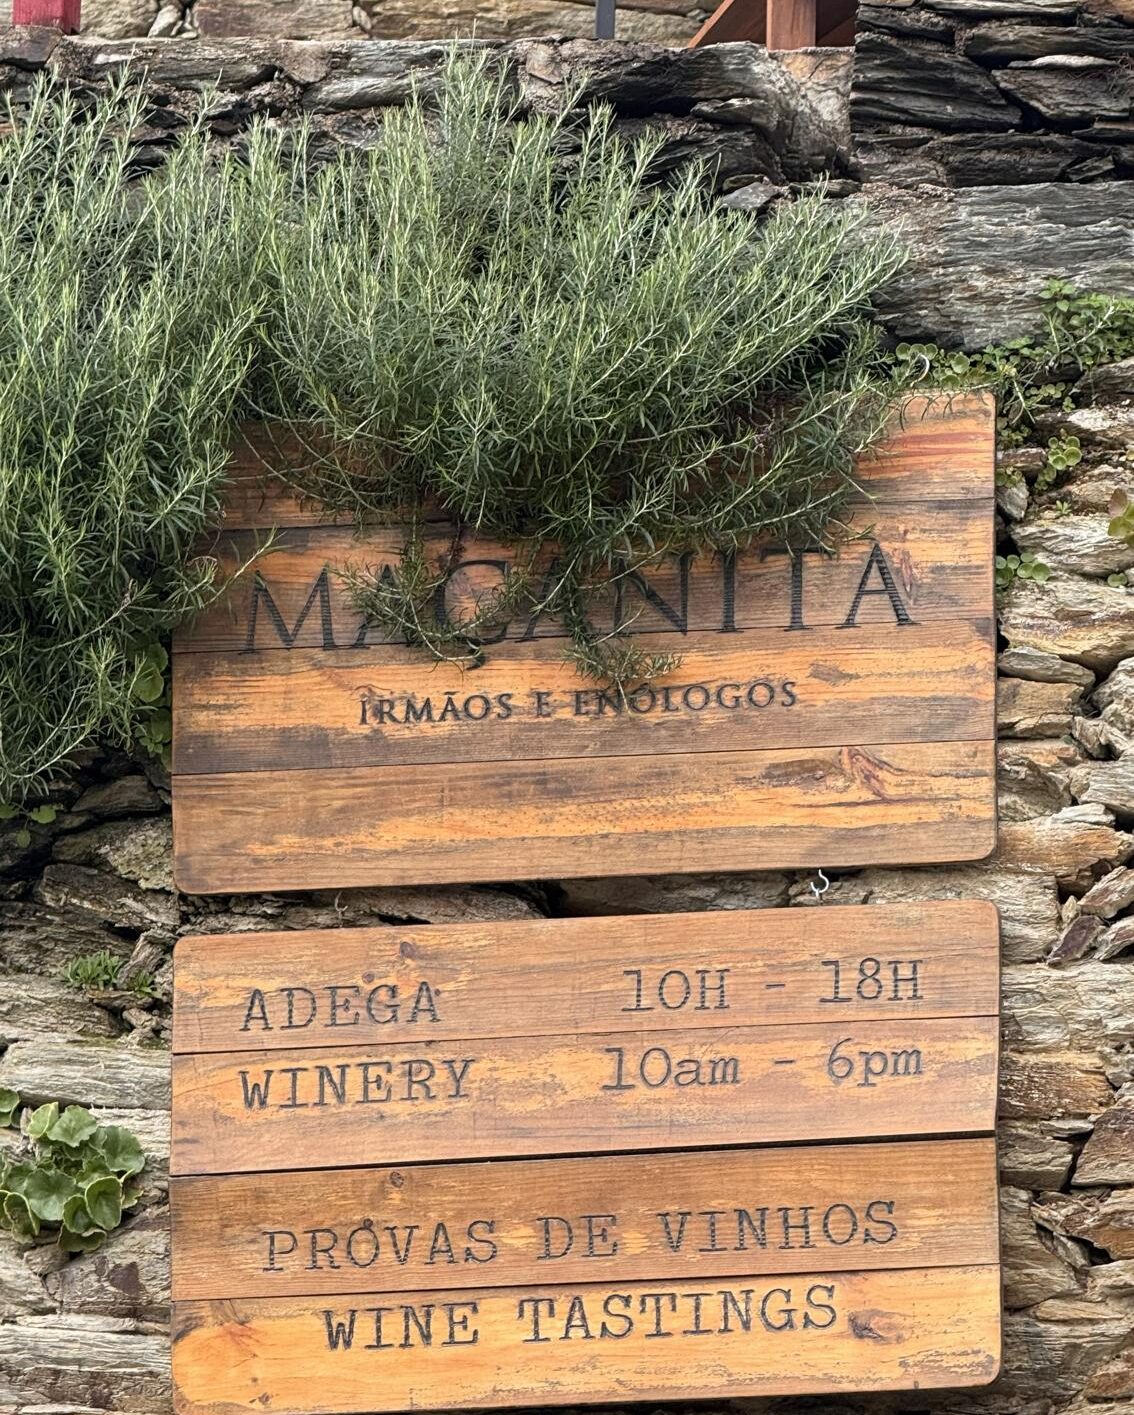 MAÇANITA
IRMÃOS E ENÓLOGOS
ADEGA 10H - 18H
WINERY 10am - 6pm
PROVAS DE VINHOS
WINE TASTINGS